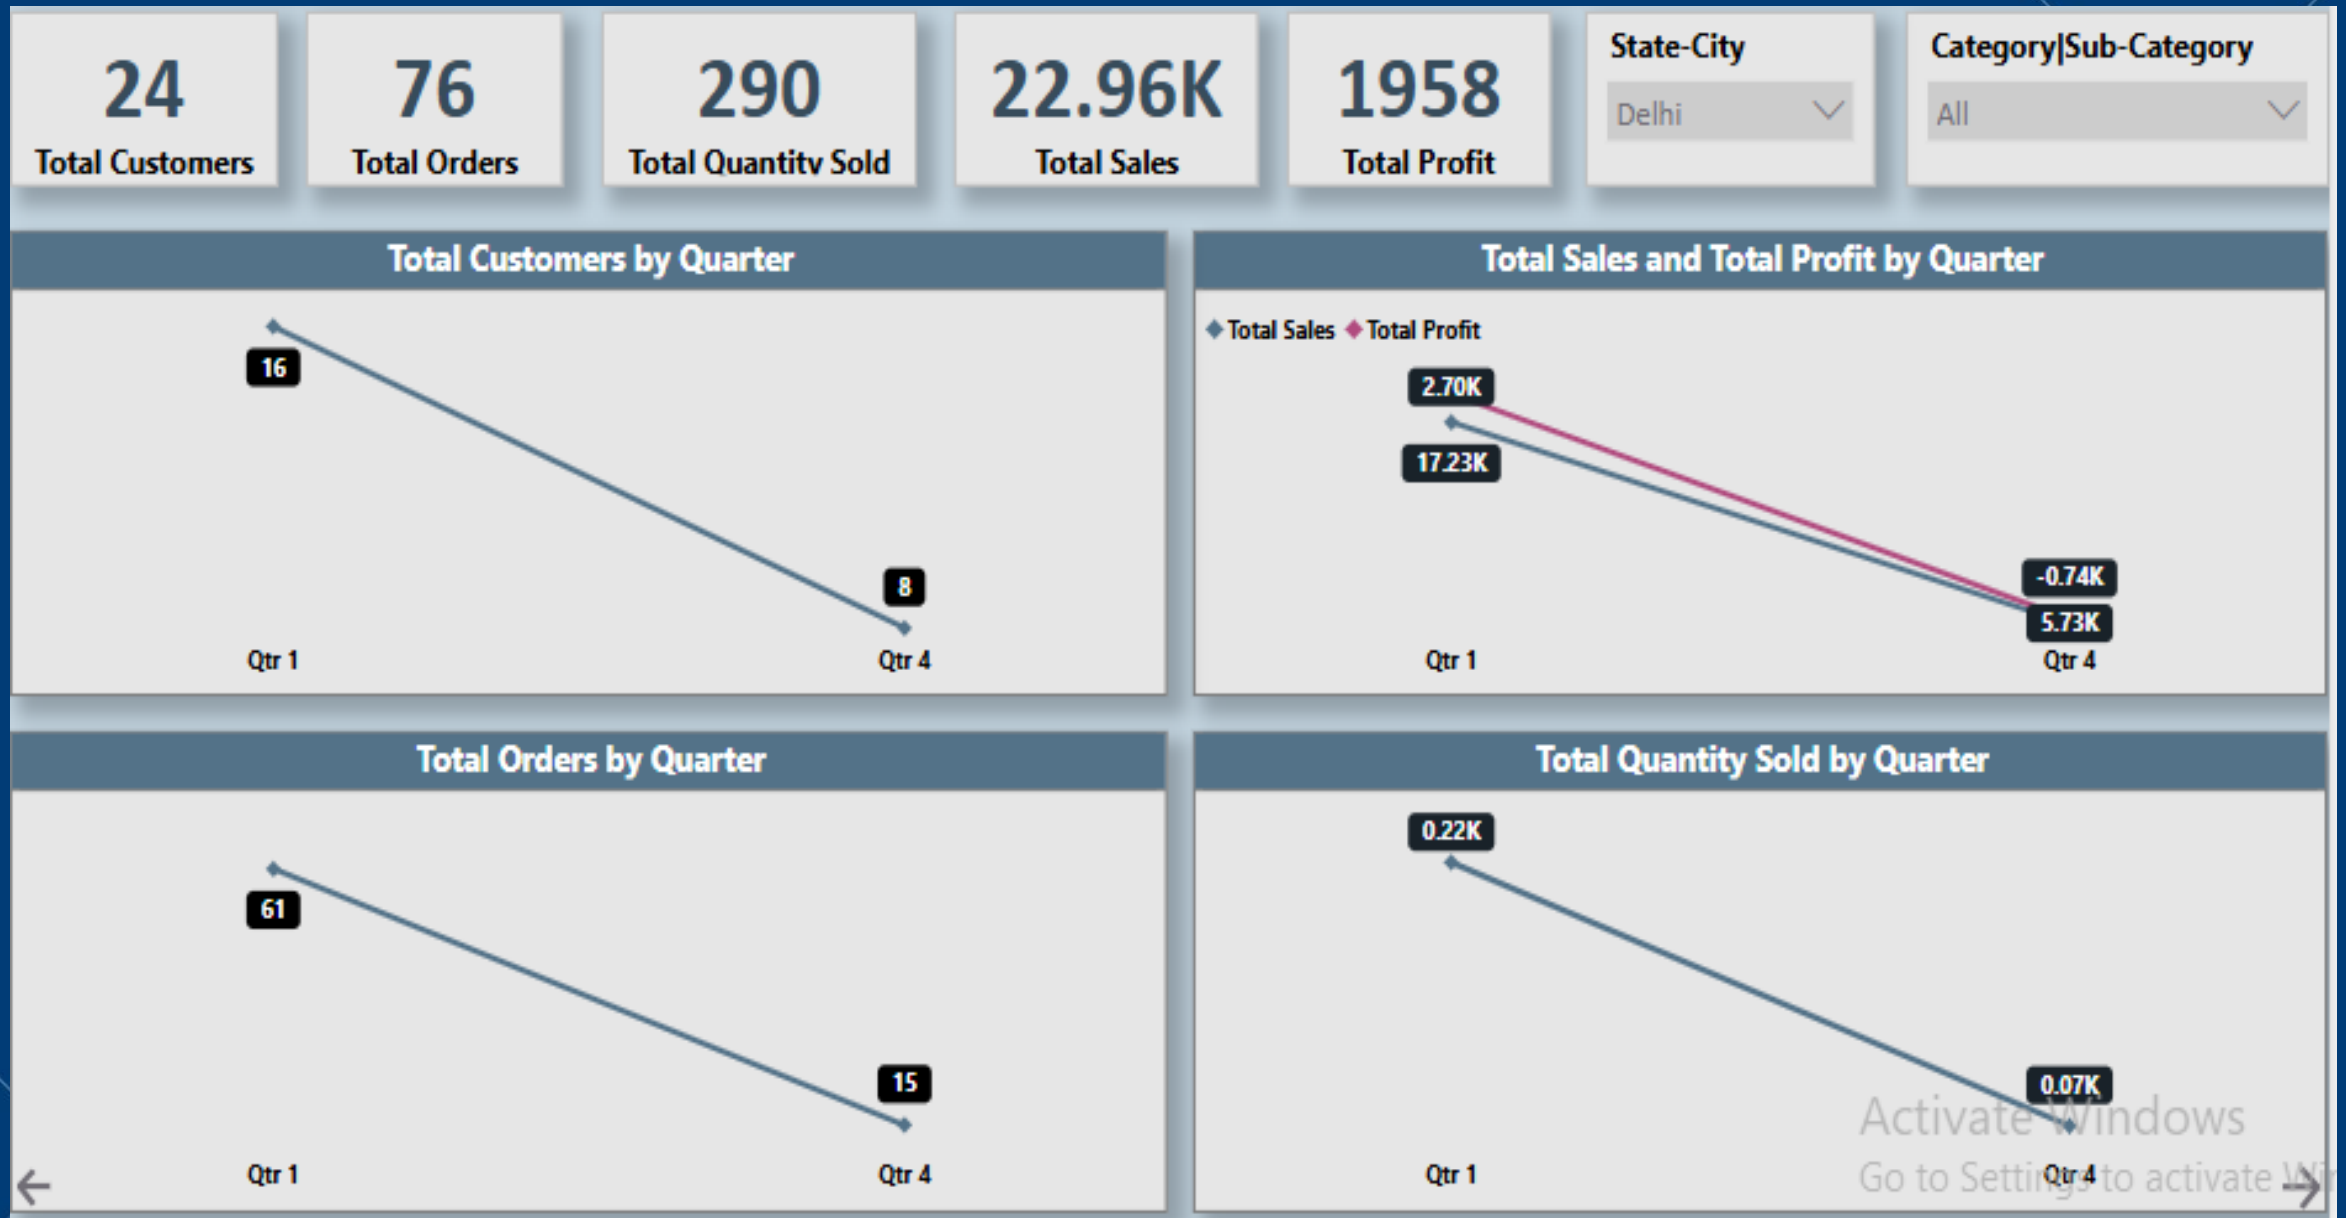 24
Total Customers
76
Total Orders
290
Total Quantity Sold
22.96K
Total Sales
1958
Total Profit
State-City
Delhi
Category|Sub-Category
All
Total Customers by Quarter
16
8
Qtr 1
Qtr 4
Total Sales and Total Profit by Quarter
Total Sales
Total Profit
2.70K
17.23K
-0.74K
5.73K
Qtr 1
Qtr 4
Total Orders by Quarter
61
15
Qtr 1
Qtr 4
Total Quantity Sold by Quarter
0.22K
0.07K
Qtr 1
Qtr 4
Activate Windows
Go to Settings to activate